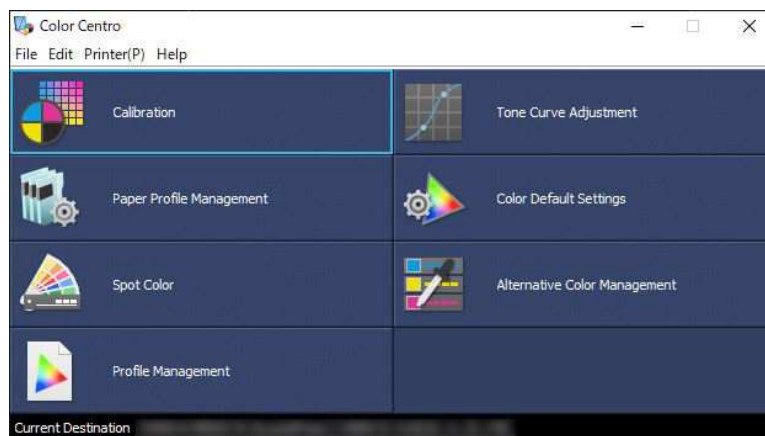 Color Centro
File Edit Printer(P) Help
Calibration
Tone Curve Adjustment
Paper Profile Management
Color Default Settings
Spot Color
Alternative Color Management
Profile Management
Current Destination